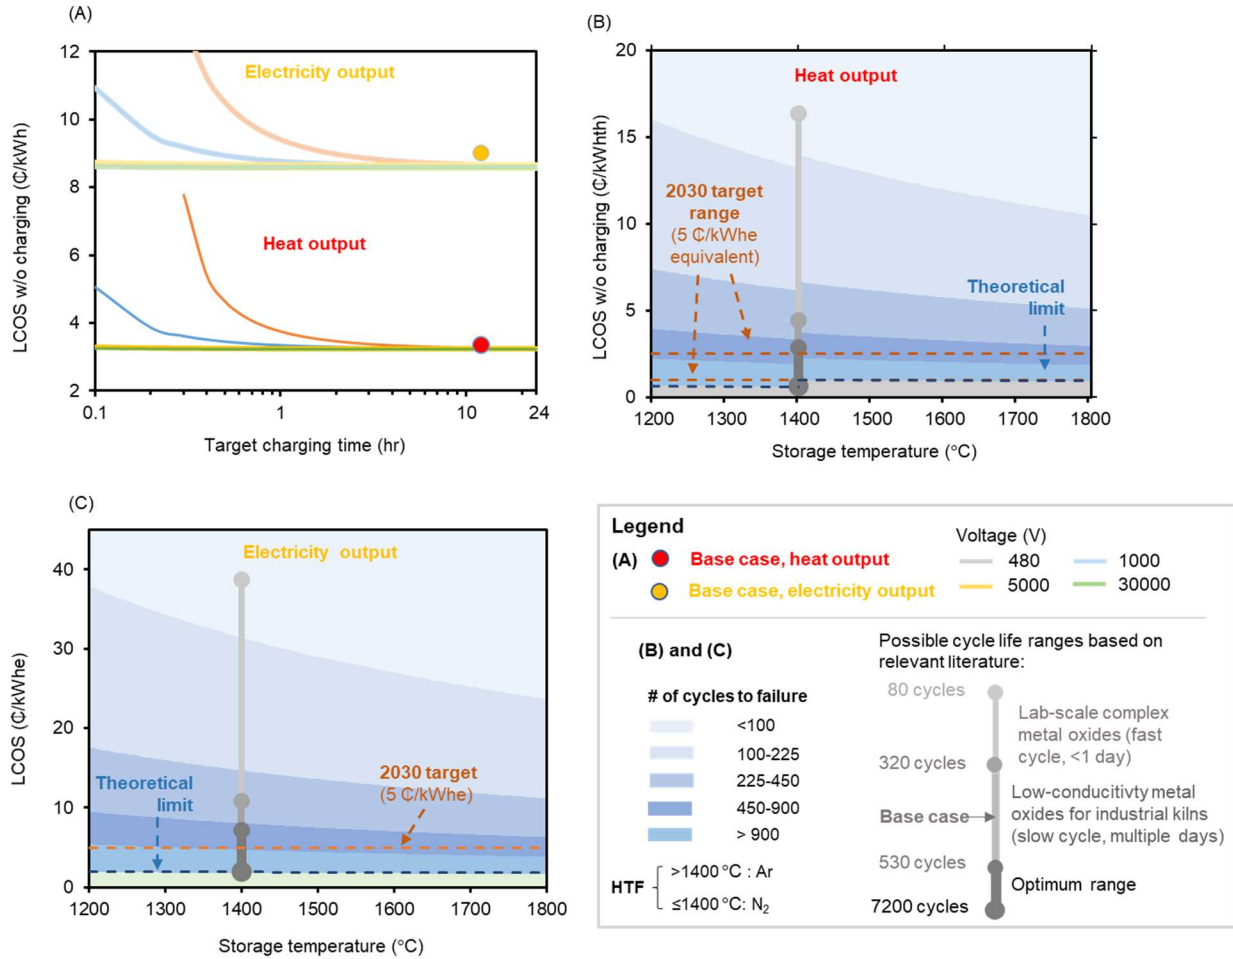 (A)
12
10
8
6
4
2
LCOS w/o charging (₵/kWh)
Electricity output
Heat output
0.1
1
10
24
Target charging time (hr)
(B)
20
15
10
5
0
LCOS w/o charging (₵/kWhth)
Heat output
2030 target
range
(5 ₵/kWhe
equivalent)
Theoretical
limit
1200
1300
1400
1500
1600
1700
1800
Storage temperature (°C)
(C)
40
30
20
10
0
LCOS (₵/kWhe)
Electricity output
Theoretical
limit
2030 target
(5 ₵/kWhe)
1200
1300
1400
1500
1600
1700
1800
Storage temperature (°C)
Legend
Voltage (V)
(A)
Base case, heat output
480
1000
Base case, electricity output
5000
30000
(B) and (C)
# of cycles to failure
<100
100-225
225-450
450-900
> 900
HTF
>1400 °C : Ar
≤1400 °C: N₂
Possible cycle life ranges based on
relevant literature:
80 cycles
Lab-scale complex
metal oxides (fast
cycle, <1 day)
320 cycles
Low-conducitivty metal
oxides for industrial kilns
(slow cycle, multiple days)
Base case
530 cycles
Optimum range
7200 cycles